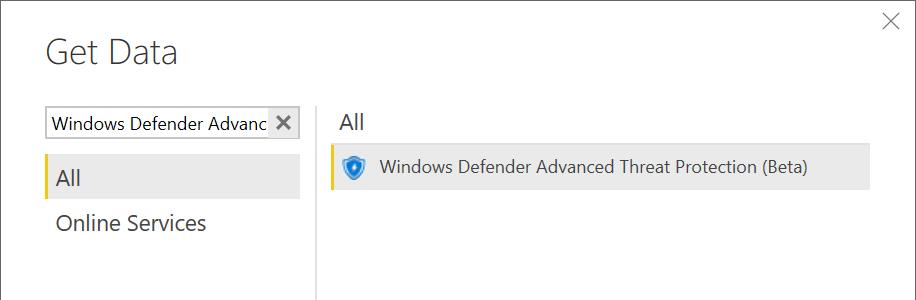 Get Data
Windows Defender Advanc
All
Online Services
All
Windows Defender Advanced Threat Protection (Beta)